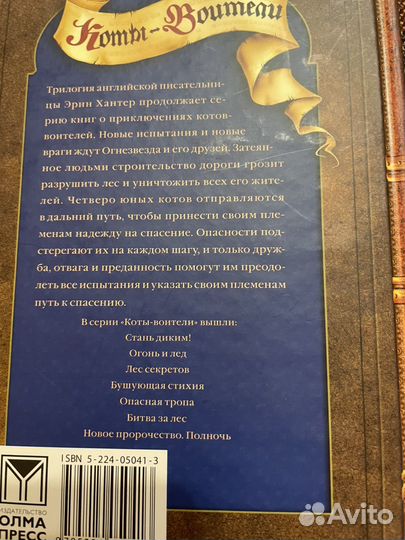 Коты-Воители
Трилогия английской писательни-
цы Эрин Хантер продолжает се-
рию книг о приключениях котов-
воителей. Новые испытания и новые
враги ждут Огнезвезда и его друзей. Затеян-
ное людьми строительство дороги грозит
разрушить лес и уничтожить всех его жите-
лей. Четверо юных котов отправляются
в дальний путь, чтобы принести своим пле-
менам надежду на спасение. Опасности под-
стерегают их на каждом шагу, и только друж-
ба, отвага и преданность помогут им преодо-
леть все испытания и указать своим племенам
путь к спасению.
В серии «Коты-воители» вышли:
Стань диким!
Огонь и лед
Лес секретов
Бушующая стихия
Опасная тропа
Битва за лес
Новое пророчество. Полночь
ISBN 5-224-05041-3
ИЗДАТЕЛЬСТВО
ОЛМА
ПРЕСС
Avito